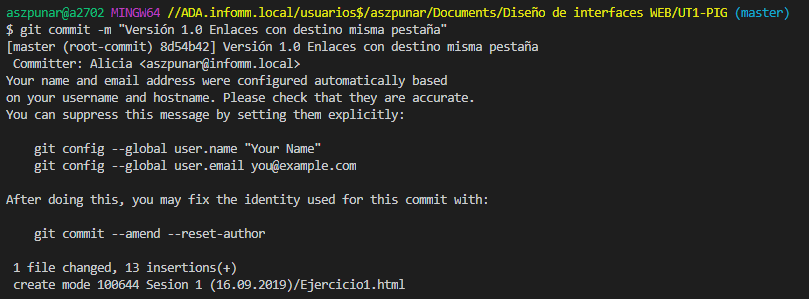 aszpunar@a2702 MINGW64 //ADA.infomm.local/usuarios$/aszpunar/Documents/Diseño de interfaces WEB/UT1-PIG (master)
$ git commit -m "Versión 1.0 Enlaces con destino misma pestaña"
[master (root-commit) 8d54b42] Versión 1.0 Enlaces con destino misma pestaña
 Committer: Alicia <aszpunar@infomm.local>
Your name and email address were configured automatically based
on your username and hostname. Please check that they are accurate.
You can suppress this message by setting them explicitly:

    git config --global user.name "Your Name"
    git config --global user.email you@example.com

After doing this, you may fix the identity used for this commit with:

    git commit --amend --reset-author

 1 file changed, 13 insertions(+)
 create mode 100644 Sesion 1 (16.09.2019)/Ejercicio1.html